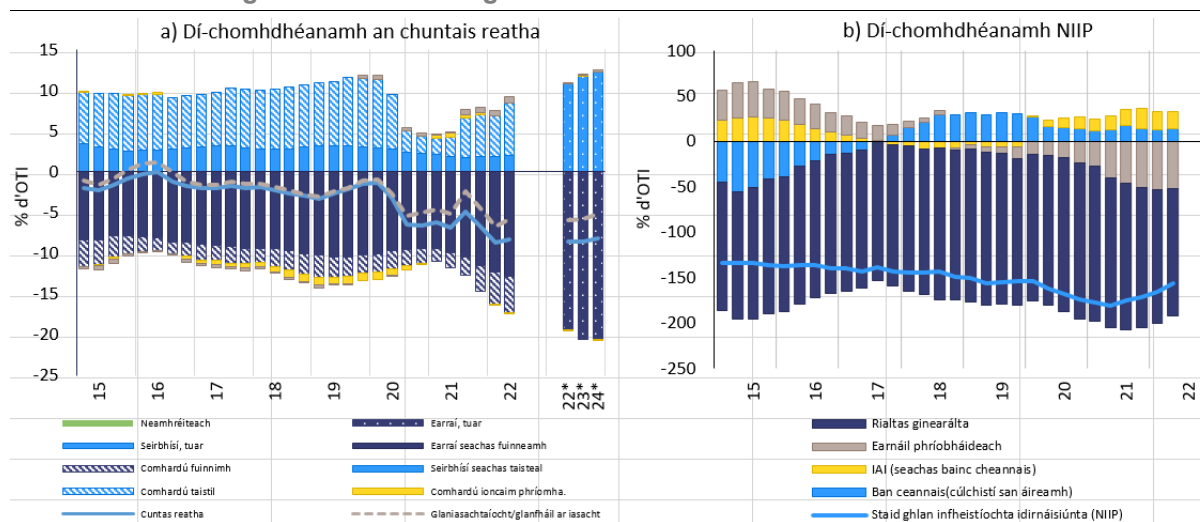 a) Dí-chomhdhéanamh an chuntais reatha
% d'OTI
15
10
5
0
-5
-10
-15
-20
-25
15
16
17
18
19
20
21
22
22*
23*
24*
Neamhréiteach
Earraí, tuar
Seirbhísí, tuar
Earraí seachas fuinneamh
Comhardú fuinnimh
Seirbhísí seachas taisteal
Comhardú taistil
Comhardú ioncaim phríomha.
Cuntas reatha
Glaniasachtaíocht/glanfháil ar iasacht
b) Dí-chomhdhéanamh NIIP
% d'OTI
100
50
0
-50
-100
-150
-200
-250
15
16
17
18
19
20
21
22
Rialtas ginearálta
Earnáil phríobháideach
IAI (seachas bainc cheannais)
Ban ceannais(cúlchistí san áireamh)
Staid ghlan infheistíochta idirnáisiúnta (NIIP)